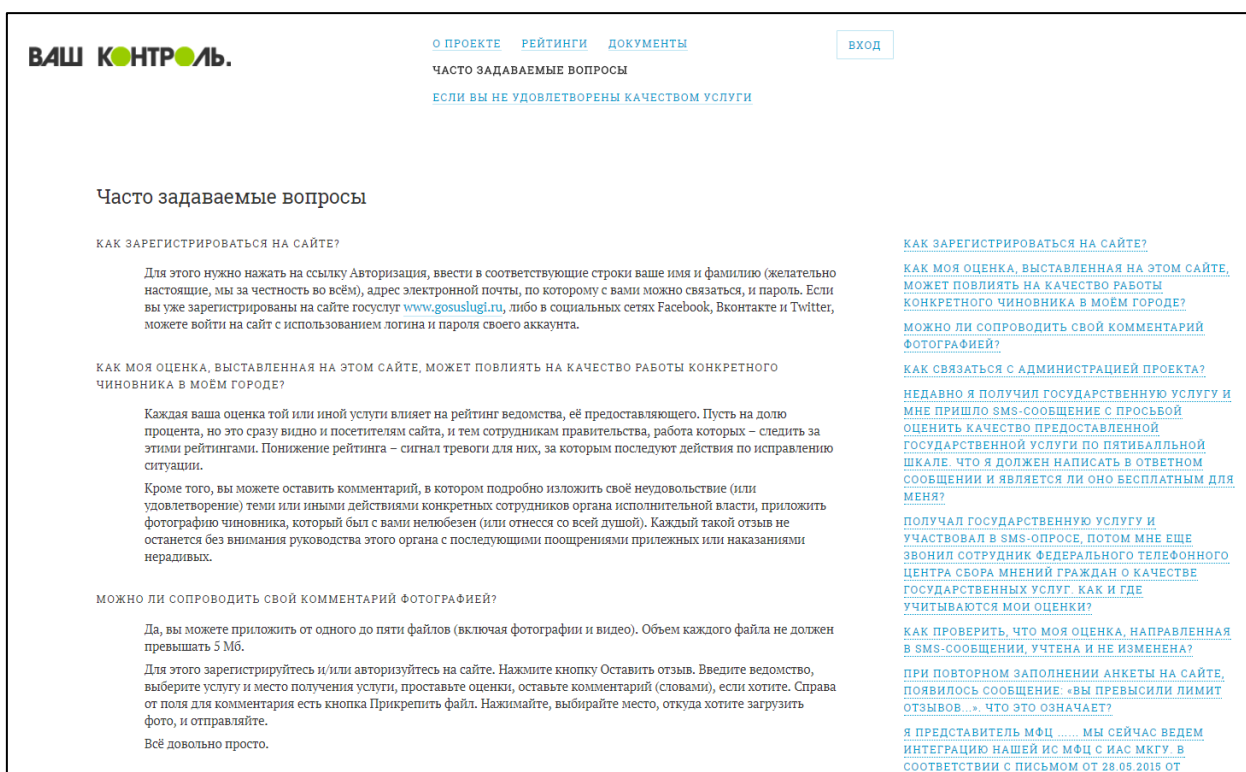 ВАШ КОНТРОЛЬ.
О ПРОЕКТЕ РЕЙТИНГИ ДОКУМЕНТЫ
ЧАСТО ЗАДАВАЕМЫЕ ВОПРОСЫ
ЕСЛИ ВЫ НЕ УДОВЛЕТВОРЕНЫ КАЧЕСТВОМ УСЛУГИ
ВХОД
Часто задаваемые вопросы
КАК ЗАРЕГИСТРИРОВАТЬСЯ НА САЙТЕ?
Для этого нужно нажать на ссылку Авторизация, ввести в соответствующие строки ваше имя и фамилию (желательно
настоящие, мы за честность во всём), адрес электронной почты, по которому с вами можно связаться, и пароль. Если
вы уже зарегистрированы на сайте госуслуг www.gosuslugi.ru, либо в социальных сетях Facebook, Вконтакте и Twitter,
можете войти на сайт с использованием логина и пароля своего аккаунта.
КАК МОЯ ОЦЕНКА, ВЫСТАВЛЕННАЯ НА ЭТОМ САЙТЕ, МОЖЕТ ПОВЛИЯТЬ НА КАЧЕСТВО РАБОТЫ КОНКРЕТНОГО
ЧИНОВНИКА В МОЁМ ГОРОДЕ?
Каждая ваша оценка той или иной услуги влияет на рейтинг ведомства, её предоставляющего. Пусть на долю
процента, но это сразу видно и посетителям сайта, и тем сотрудникам правительства, работа которых – следить за
этими рейтингами. Понижение рейтинга – сигнал тревоги для них, за которым последуют действия по исправлению
ситуации.
Кроме того, вы можете оставить комментарий, в котором подробно изложить своё неудовольствие (или
удовлетворение) теми или иными действиями конкретных сотрудников органа исполнительной власти, приложить
фотографию чиновника, который был с вами нелюбезен (или отнесся со всей душой). Каждый такой отзыв не
останется без внимания руководства этого органа с последующими поощрениями прилежных или наказаниями
нерадивых.
МОЖНО ЛИ СОПРОВОДИТЬ СВОЙ КОММЕНТАРИЙ ФОТОГРАФИЕЙ?
Да, вы можете приложить от одного до пяти файлов (включая фотографии и видео). Объем каждого файла не должен
превышать 5 Мб.
Для этого зарегистрируйтесь и/или авторизуйтесь на сайте. Нажмите кнопку Оставить отзыв. Введите ведомство,
выберите услугу и место получения услуги, проставьте оценки, оставьте комментарий (словами), если хотите. Справа
от поля для комментария есть кнопка Прикрепить файл. Нажимайте, выбирайте место, откуда хотите загрузить
фото, и отправляйте.
Всё довольно просто.
КАК ЗАРЕГИСТРИРОВАТЬСЯ НА САЙТЕ?
КАК МОЯ ОЦЕНКА, ВЫСТАВЛЕННАЯ НА ЭТОМ САЙТЕ,
МОЖЕТ ПОВЛИЯТЬ НА КАЧЕСТВО РАБОТЫ
КОНКРЕТНОГО ЧИНОВНИКА В МОЁМ ГОРОДЕ?
МОЖНО ЛИ СОПРОВОДИТЬ СВОЙ КОММЕНТАРИЙ
ФОТОГРАФИЕЙ?
КАК СВЯЗАТЬСЯ С АДМИНИСТРАЦИЕЙ ПРОЕКТА?
НЕДАВНО Я ПОЛУЧИЛ ГОСУДАРСТВЕННУЮ УСЛУГУ И
МНЕ ПРИШЛО SMS-СООБЩЕНИЕ С ПРОСЬБОЙ
ОЦЕНИТЬ КАЧЕСТВО ПРЕДОСТАВЛЕННОЙ
ГОСУДАРСТВЕННОЙ УСЛУГИ ПО ПЯТИБАЛЛЬНОЙ
ШКАЛЕ. ЧТО Я ДОЛЖЕН НАПИСАТЬ В ОТВЕТНОМ
СООБЩЕНИИ И ЯВЛЯЕТСЯ ЛИ ОНО БЕСПЛАТНЫМ ДЛЯ
МЕНЯ?
ПОЛУЧАЛ ГОСУДАРСТВЕННУЮ УСЛУГУ И
УЧАСТВОВАЛ В SMS-ОПРОСЕ, ПОТОМ МНЕ ЕЩЕ
ЗВОНИЛ СОТРУДНИК ФЕДЕРАЛЬНОГО ТЕЛЕФОННОГО
ЦЕНТРА СБОРА МНЕНИЙ ГРАЖДАН О КАЧЕСТВЕ
ГОСУДАРСТВЕННЫХ УСЛУГ. КАК И ГДЕ
УЧИТЫВАЮТСЯ МОИ ОЦЕНКИ?
КАК ПРОВЕРИТЬ, ЧТО МОЯ ОЦЕНКА, НАПРАВЛЕННАЯ
В SMS-СООБЩЕНИИ, УЧТЕНА И НЕ ИЗМЕНЕНА?
ПРИ ПОВТОРНОМ ЗАПОЛНЕНИИ АНКЕТЫ НА САЙТЕ,
ПОЯВИЛОСЬ СООБЩЕНИЕ: «ВЫ ПРЕВЫСИЛИ ЛИМИТ
ОТЗЫВОВ...». ЧТО ЭТО ОЗНАЧАЕТ?
Я ПРЕДСТАВИТЕЛЬ МФЦ ...... МЫ СЕЙЧАС ВЕДЕМ
ИНТЕГРАЦИЮ НАШЕЙ ИС МФЦ С ИАС МКГУ. В
СООТВЕТСТВИИ С ПИСЬМОМ ОТ 28.05.2015 ОТ